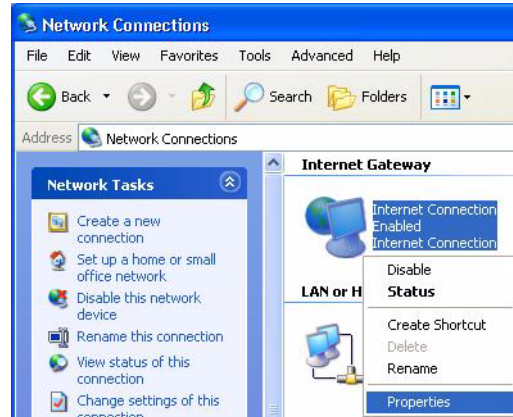 Network Connections
File Edit View Favorites Tools Advanced Help
Back Search Folders
Address Network Connections
Network Tasks
Create a new
connection
Set up a home or small
office network
Disable this network
device
Rename this connection
View status of this
connection
Change settings of this
connection
Internet Gateway
Internet Connection
Enabled
Internet Connection
LAN or H
Disable
Status
Create Shortcut
Delete
Rename
Properties